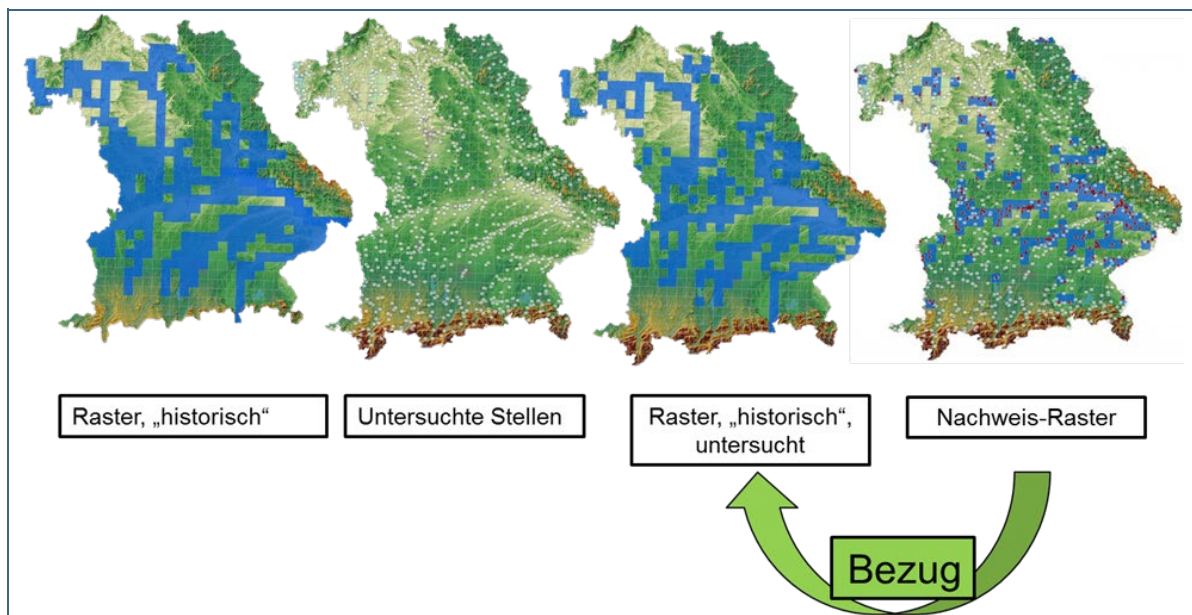 Raster, „historisch“
Untersuchte Stellen
Raster, „historisch“,
untersucht
Nachweis-Raster
Bezug